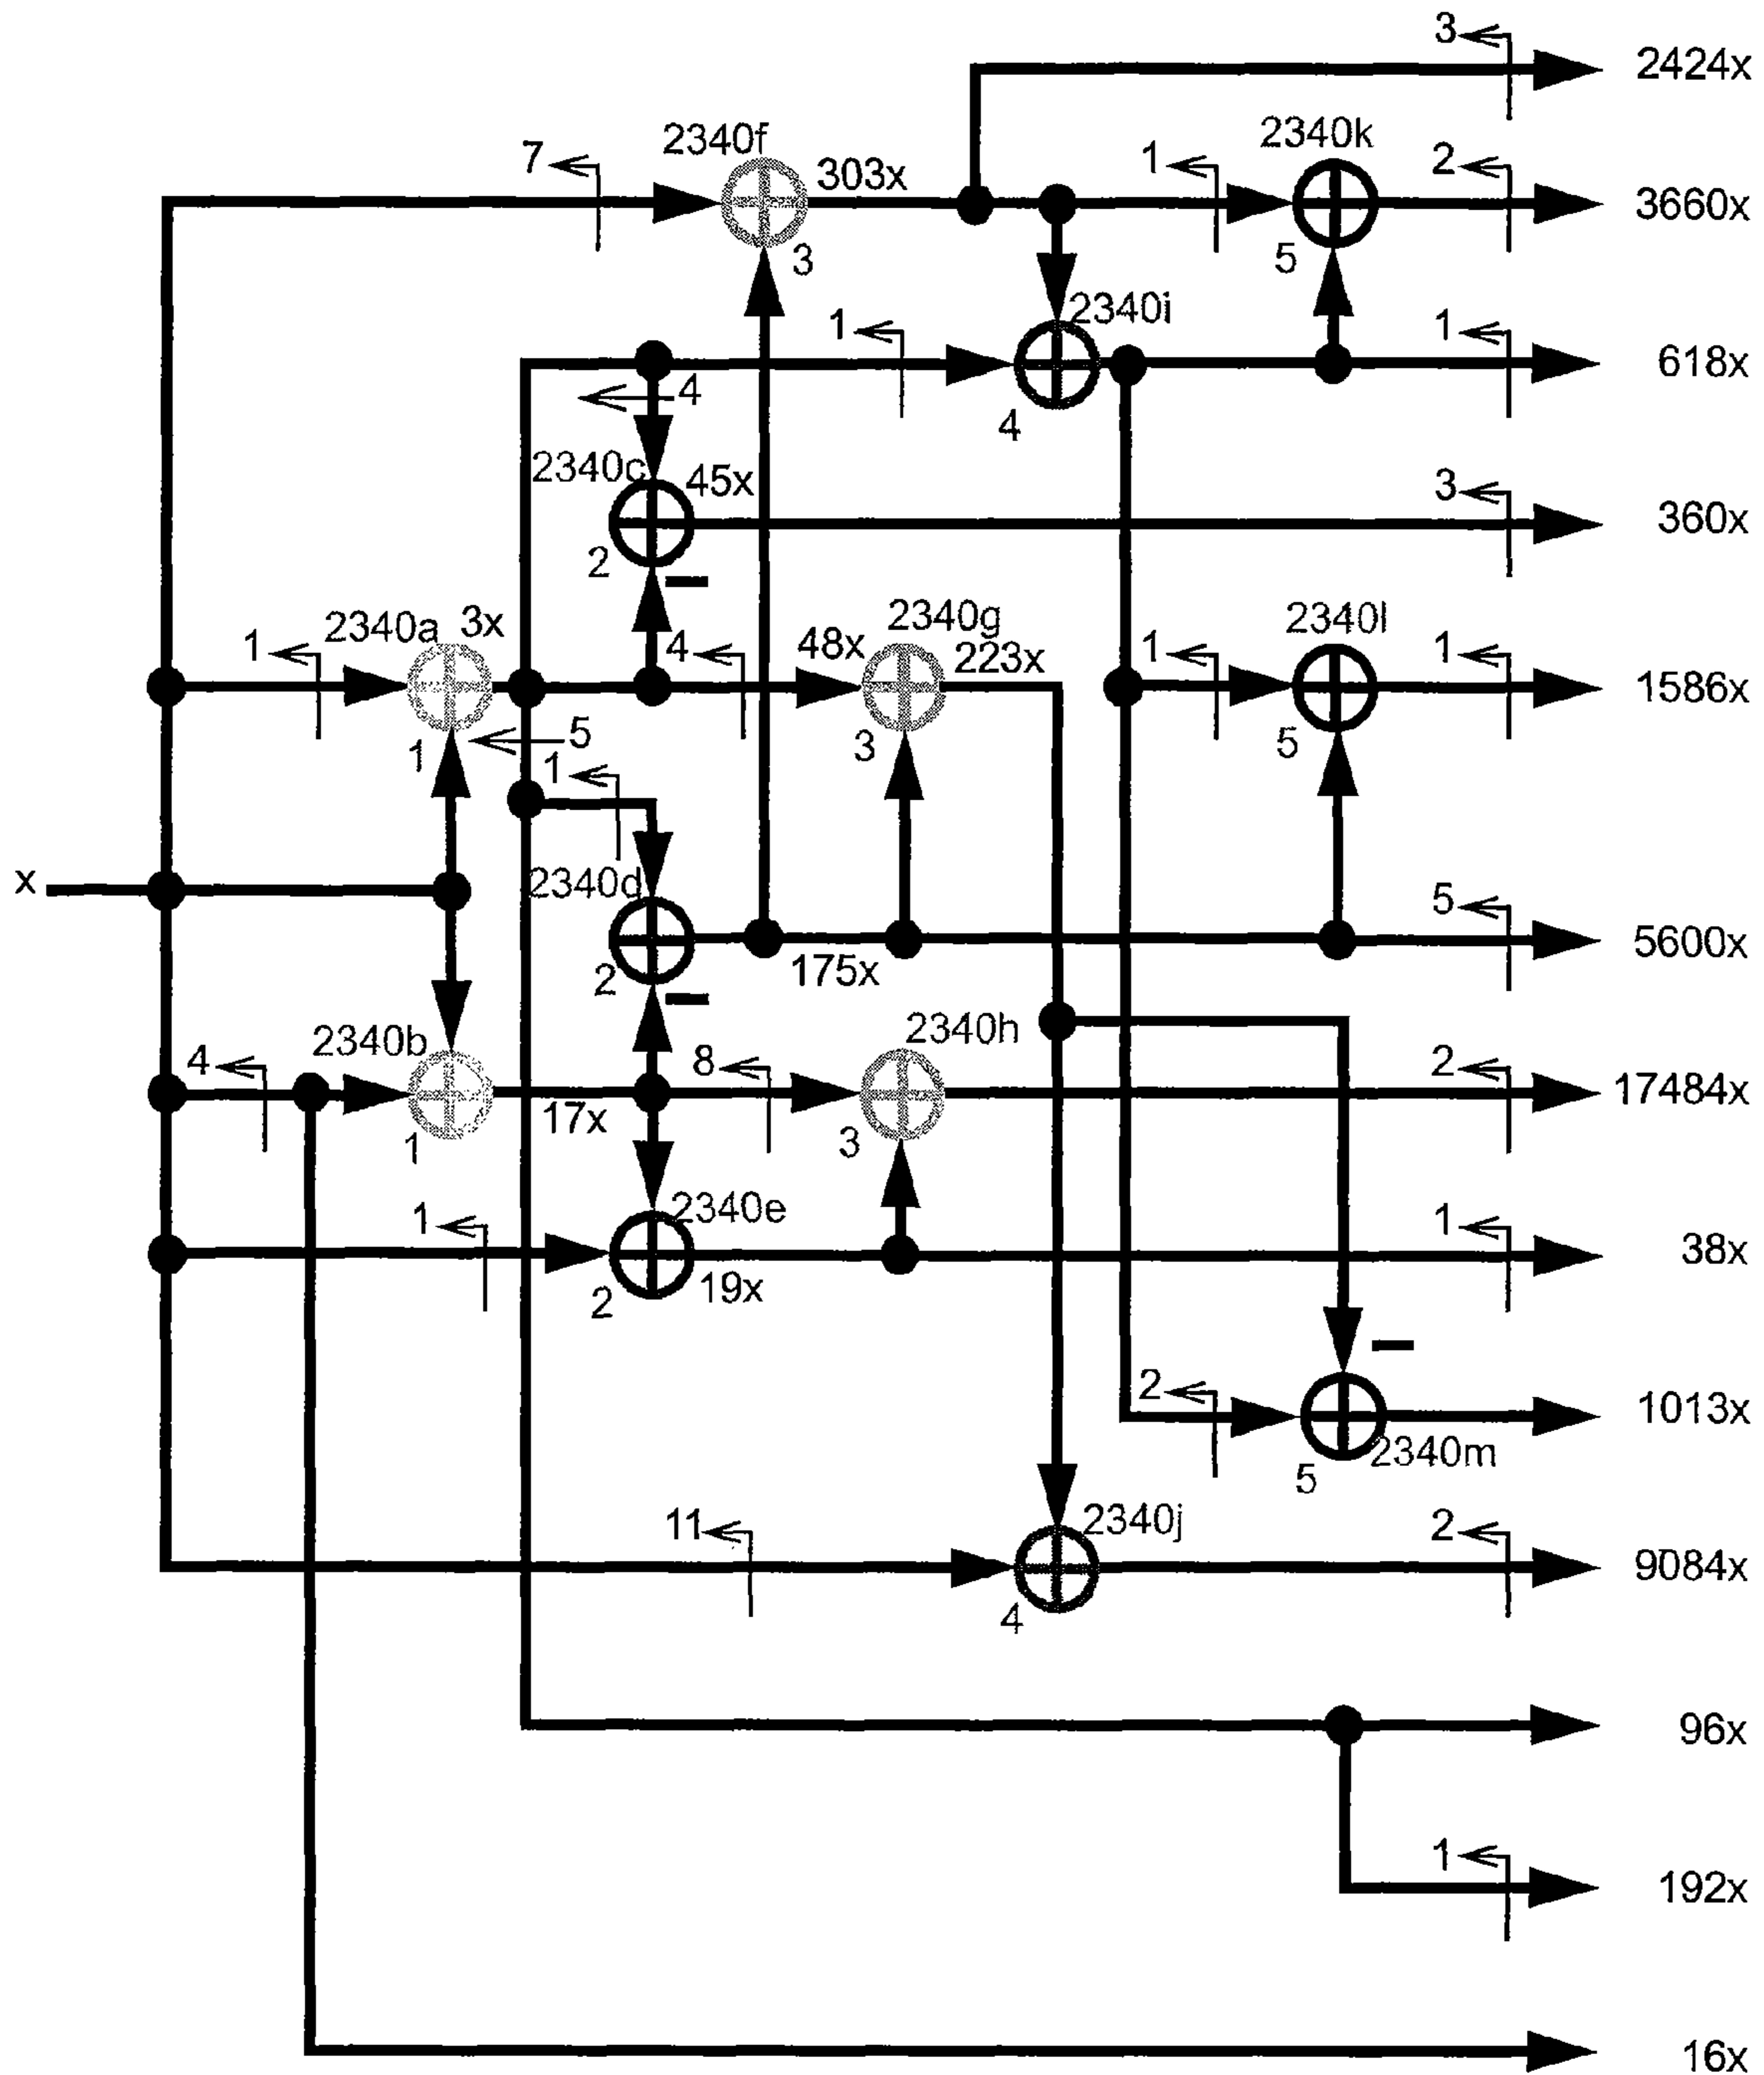 3
2424x
2340f
2340k
7
303x
1
2
3660x
3
5
2340i
1
1
618x
4
4
2340c
45x
3
360x
2
2340a
3x
2340g
2340l
1
4
48x
223x
1
1
1586x
1
5
3
5
1
x
2340d
5
5600x
2
175x
2340b
2340h
4
8
2
17484x
1
17x
3
2340e
1
1
38x
2
19x
2
1013x
5
2340m
11
2340j
2
9084x
4
96x
1
192x
16x